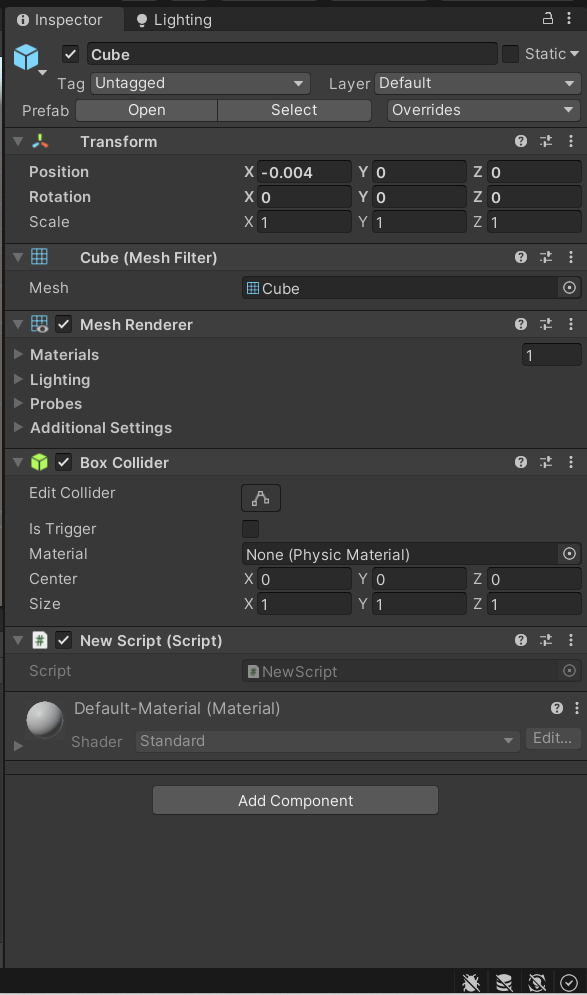 Inspector Lighting
Cube Static
Tag Untagged Layer Default
Prefab Open Select Overrides
Transform
Position X -0.004 Y 0 Z 0
Rotation X 0 Y 0 Z 0
Scale X 1 Y 1 Z 1
Cube (Mesh Filter)
Mesh Cube
Mesh Renderer
Materials 1
Lighting
Probes
Additional Settings
Box Collider
Edit Collider
Is Trigger
Material None (Physic Material)
Center X 0 Y 0 Z 0
Size X 1 Y 1 Z 1
# New Script (Script)
Script # NewScript
Default-Material (Material)
Shader Standard Edit...
Add Component